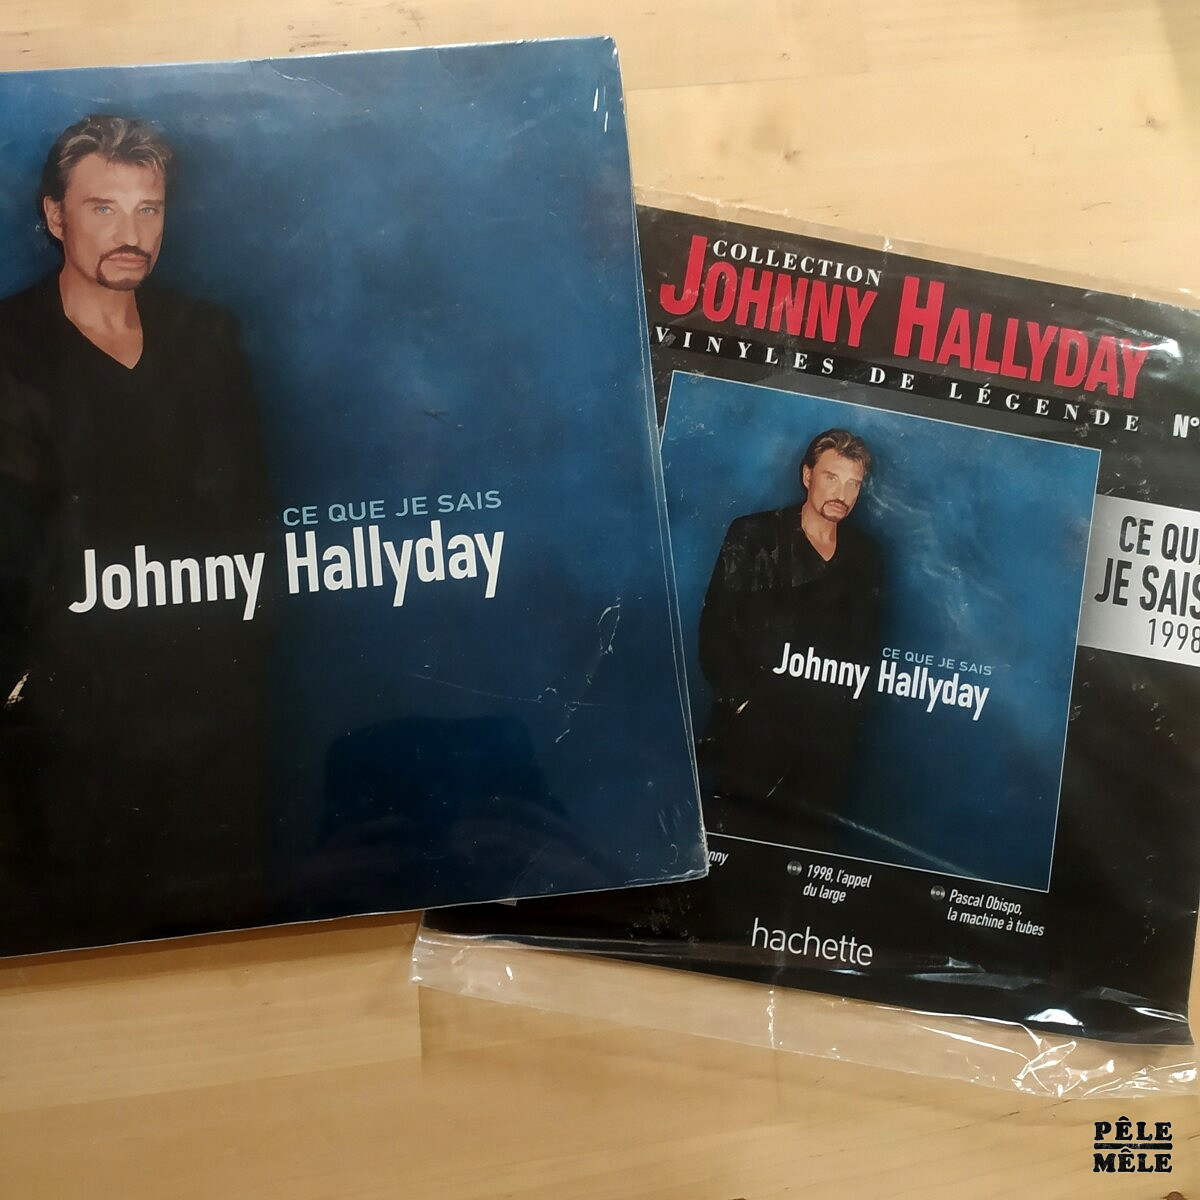 CE QUE JE SAIS
Johnny Hallyday
COLLECTION
JOHNNY HALLYDAY
VINYLES DE LÉGENDE
N°
CE QUE JE SAIS
Johnny Hallyday
CE QU
JE SAIS
1998
1998, l'appel
du large
Pascal Obispo,
la machine à tubes
hachette
PÊLE
MÊLE